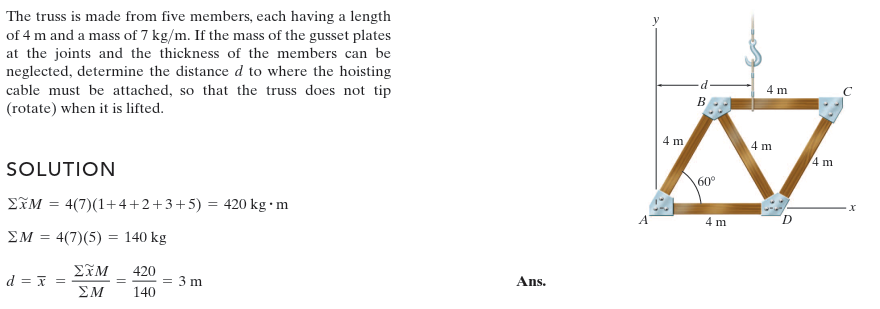 The truss is made from five members, each having a length
of 4 m and a mass of 7 kg/m. If the mass of the gusset plates
at the joints and the thickness of the members can be
neglected, determine the distance d to where the hoisting
cable must be attached, so that the truss does not tip
(rotate) when it is lifted.
SOLUTION
Σx̃M = 4(7)(1+4+2+3+5) = 420 kg·m
ΣM = 4(7)(5) = 140 kg
d = x̄ = Σx̃M / ΣM = 420 / 140 = 3 m
Ans.
y
d
4 m
C
B
4 m
4 m
4 m
60°
x
A
4 m
D